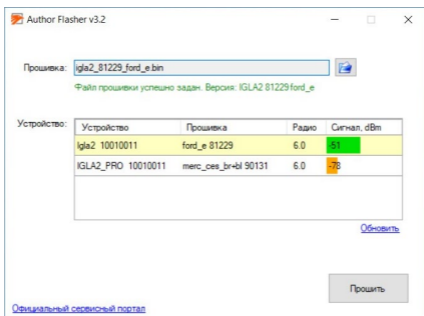 Author Flasher v3.2
Прошивка: igla2_81229_ford_e.bin
Файл прошивки успешно задан. Версия: IGLA2 81229 ford_e
Устройство:
Устройство Прошивка Радио Сигнал, dBm
Igla2 10010011 ford_e 81229 6.0 -51
IGLA2_PRO 10010011 merc_ces_br+bl 90131 6.0 -78
Обновить
Прошить
Официальный сервисный портал